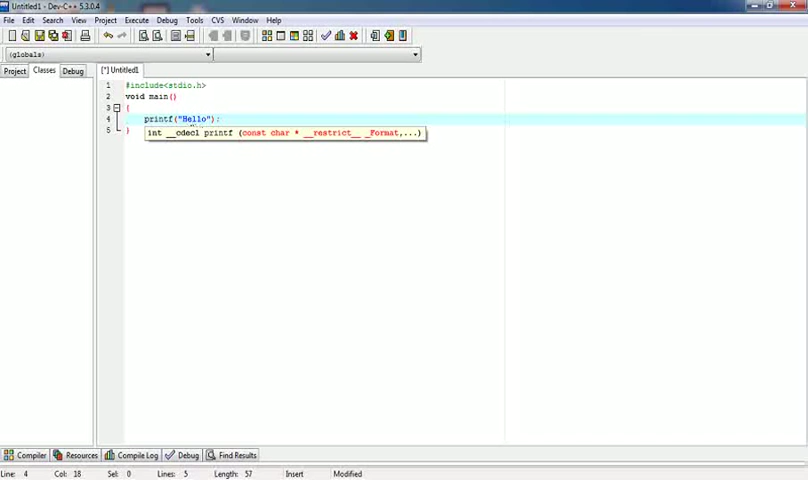 Untitled1 - Dev-C++ 5.3.0.4
File Edit Search View Project Execute Debug Tools CVS Window Help
(globals)
Project Classes Debug [*] Untitled1
1 #include<stdio.h>
2 void main()
3 {
4 printf("Hello");
int __cdecl printf (const char * __restrict__ _Format,...)
5 }
Compiler Resources Compile Log Debug Find Results
Line: 4 Col: 18 Sel: 0 Lines: 5 Length: 57 Insert Modified